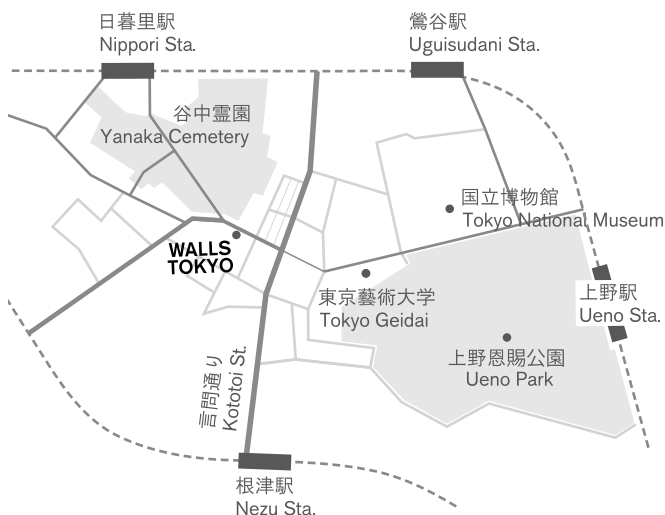 日暮里駅
Nippori Sta.
鶯谷駅
Uguisudani Sta.
谷中霊園
Yanaka Cemetery
国立博物館
Tokyo National Museum
WALLS
TOKYO
東京藝術大学
Tokyo Geidai
上野駅
Ueno Sta.
上野恩賜公園
Ueno Park
言問通り
Kototoi St.
根津駅
Nezu Sta.